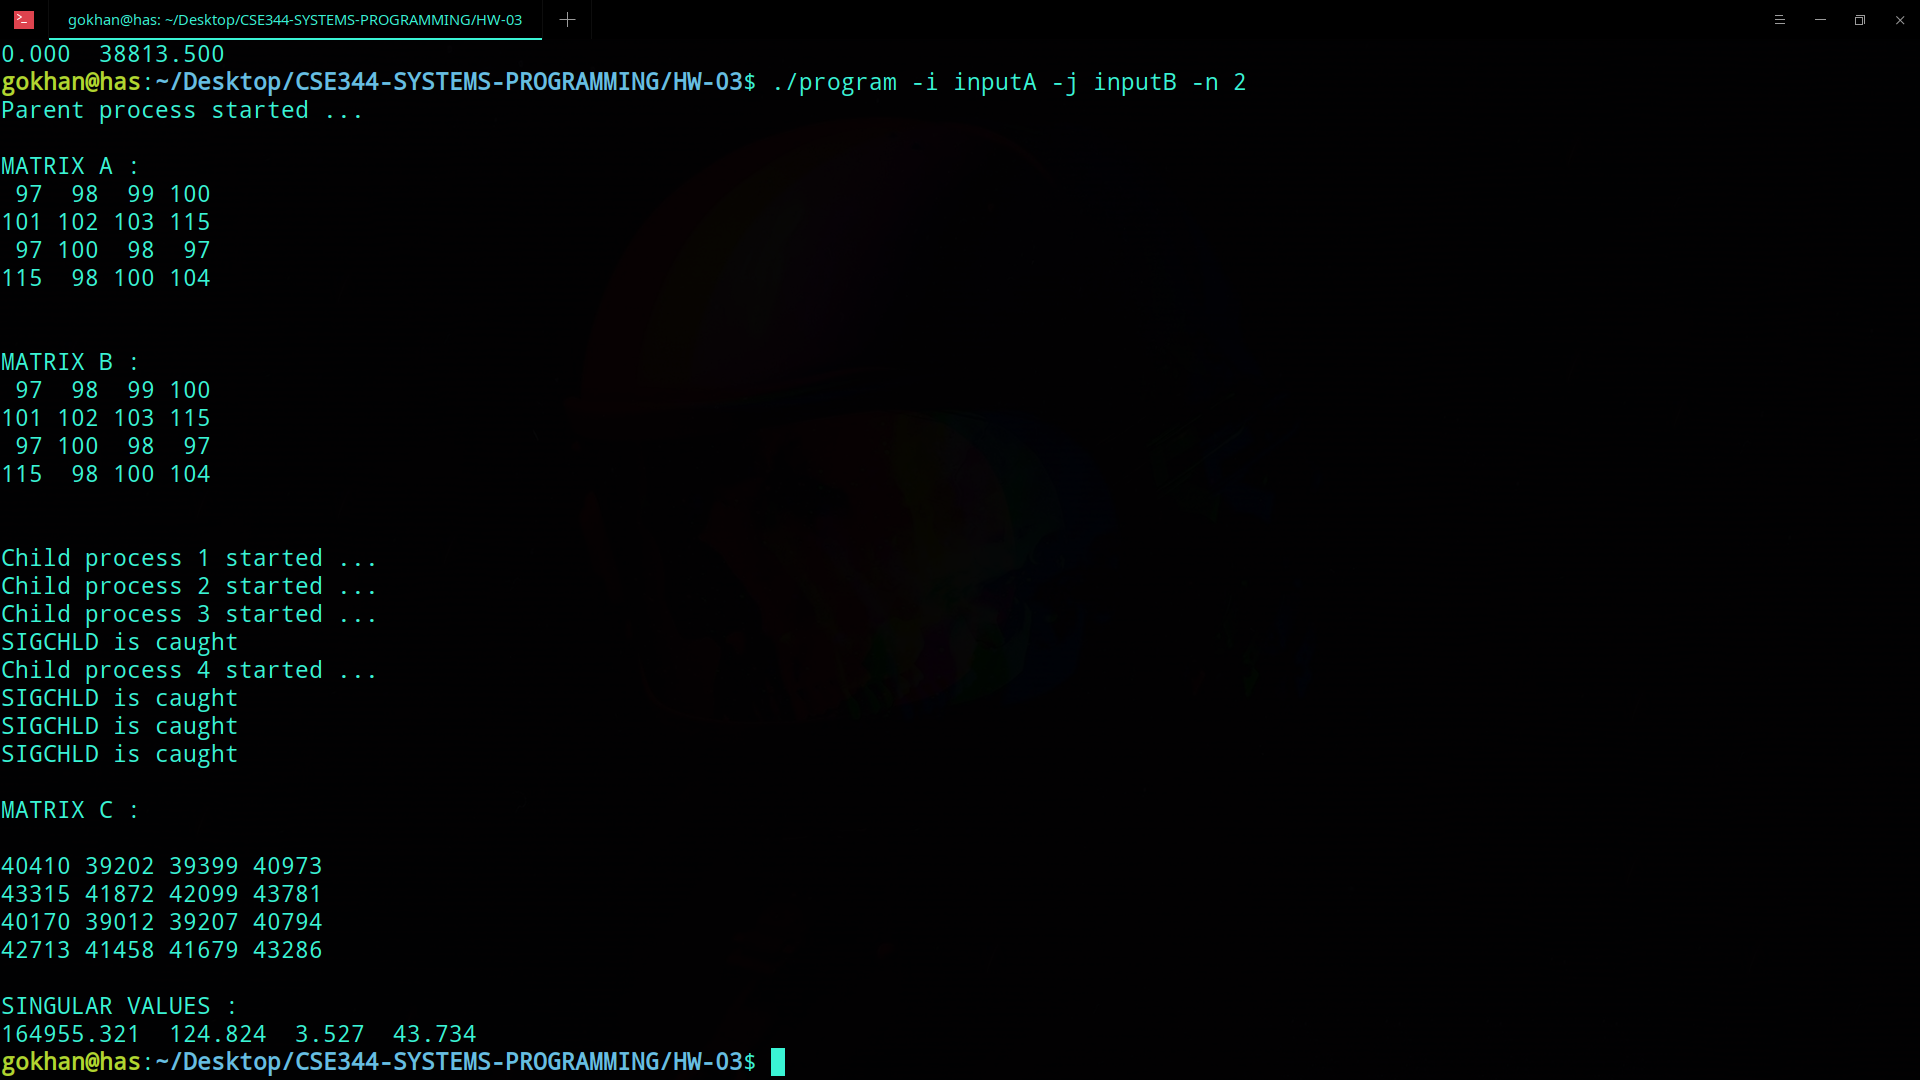 gokhan@has: ~/Desktop/CSE344-SYSTEMS-PROGRAMMING/HW-03
0.000  38813.500
gokhan@has:~/Desktop/CSE344-SYSTEMS-PROGRAMMING/HW-03$ ./program -i inputA -j inputB -n 2
Parent process started ...
MATRIX A :
 97  98  99 100
101 102 103 115
 97 100  98  97
115  98 100 104
MATRIX B :
 97  98  99 100
101 102 103 115
 97 100  98  97
115  98 100 104
Child process 1 started ...
Child process 2 started ...
Child process 3 started ...
SIGCHLD is caught
Child process 4 started ...
SIGCHLD is caught
SIGCHLD is caught
SIGCHLD is caught
MATRIX C :
40410 39202 39399 40973
43315 41872 42099 43781
40170 39012 39207 40794
42713 41458 41679 43286
SINGULAR VALUES :
164955.321  124.824  3.527  43.734
gokhan@has:~/Desktop/CSE344-SYSTEMS-PROGRAMMING/HW-03$